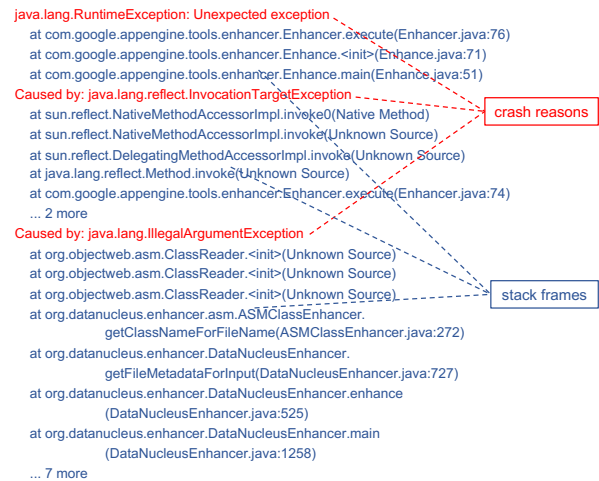 java.lang.RuntimeException: Unexpected exception
at com.google.appengine.tools.enhancer.Enhancer.execute(Enhancer.java:76)
at com.google.appengine.tools.enhancer.Enhance.<init>(Enhance.java:71)
at com.google.appengine.tools.enhancer.Enhance.main(Enhance.java:51)
Caused by: java.lang.reflect.InvocationTargetException
at sun.reflect.NativeMethodAccessorImpl.invoke0(Native Method)
at sun.reflect.NativeMethodAccessorImpl.invoke(Unknown Source)
at sun.reflect.DelegatingMethodAccessorImpl.invoke(Unknown Source)
at java.lang.reflect.Method.invoke(Unknown Source)
at com.google.appengine.tools.enhancer.Enhancer.execute(Enhancer.java:74)
... 2 more
Caused by: java.lang.IllegalArgumentException
at org.objectweb.asm.ClassReader.<init>(Unknown Source)
at org.objectweb.asm.ClassReader.<init>(Unknown Source)
at org.objectweb.asm.ClassReader.<init>(Unknown Source)
at org.datanucleus.enhancer.asm.ASMClassEnhancer.
getClassNameForFileName(ASMClassEnhancer.java:272)
at org.datanucleus.enhancer.DataNucleusEnhancer.
getFileMetadataForInput(DataNucleusEnhancer.java:727)
at org.datanucleus.enhancer.DataNucleusEnhancer.enhance
(DataNucleusEnhancer.java:525)
at org.datanucleus.enhancer.DataNucleusEnhancer.main
(DataNucleusEnhancer.java:1258)
... 7 more
crash reasons
stack frames